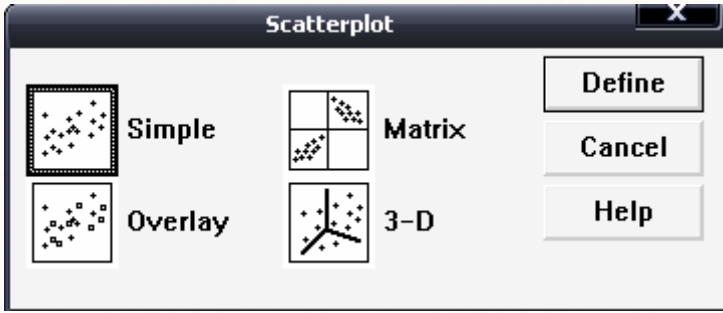 Scatterplot
X
Simple
Matrix
Overlay
3-D
Define
Cancel
Help